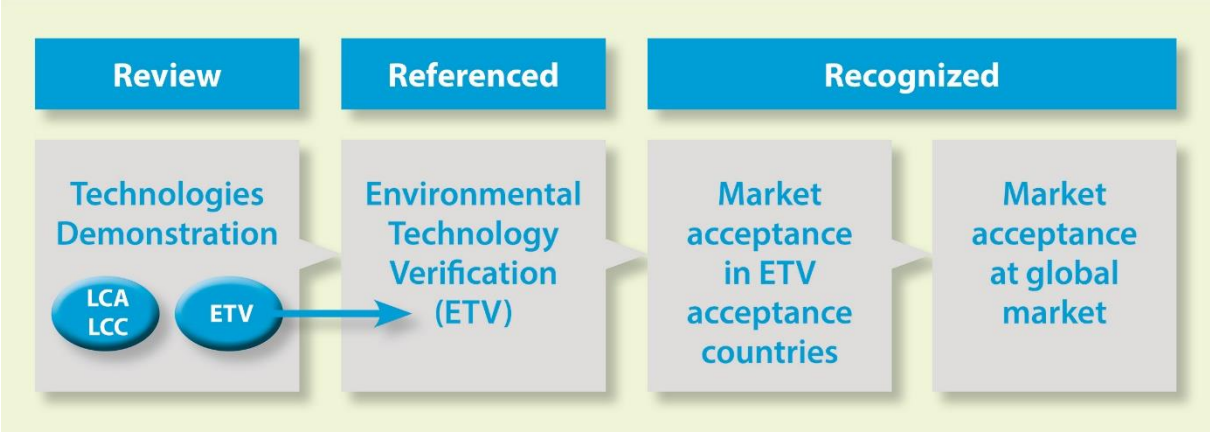 Review
Referenced
Recognized
Technologies
Demonstration
LCA
LCC
ETV
Environmental
Technology
Verification
(ETV)
Market
acceptance
in ETV
acceptance
countries
Market
acceptance
at global
market